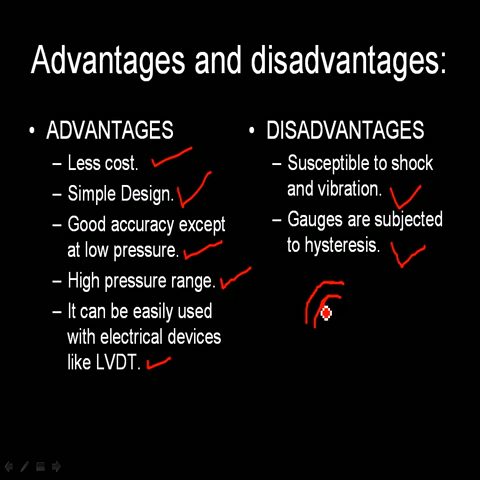 Advantages and disadvantages:
• ADVANTAGES
– Less cost.
– Simple Design.
– Good accuracy except
at low pressure.
– High pressure range.
– It can be easily used
with electrical devices
like LVDT.
• DISADVANTAGES
– Susceptible to shock
and vibration.
– Gauges are subjected
to hysteresis.